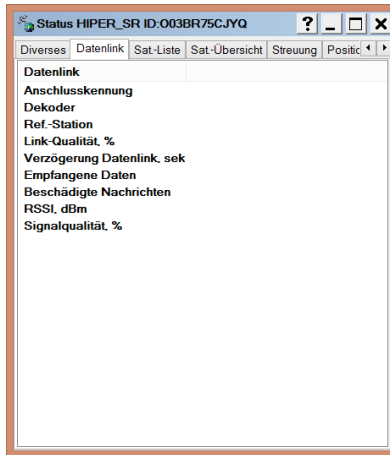 Status HIPER_SR ID:O03BR75CJYQ
Diverses Datenlink Sat.-Liste Sat.-Übersicht Streuung Positic
Datenlink
Anschlusskennung
Dekoder
Ref.-Station
Link-Qualität, %
Verzögerung Datenlink, sek
Empfangene Daten
Beschädigte Nachrichten
RSSI, dBm
Signalqualität, %